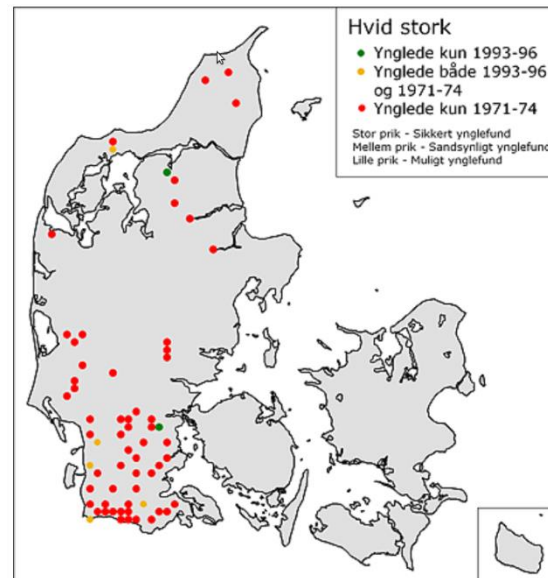 Hvid stork
Ynglede kun 1993-96
Ynglede både 1993-96
og 1971-74
Ynglede kun 1971-74
Stor prik - Sikkert ynglefund
Mellem prik - Sandsynligt ynglefund
Lille prik - Muligt ynglefund